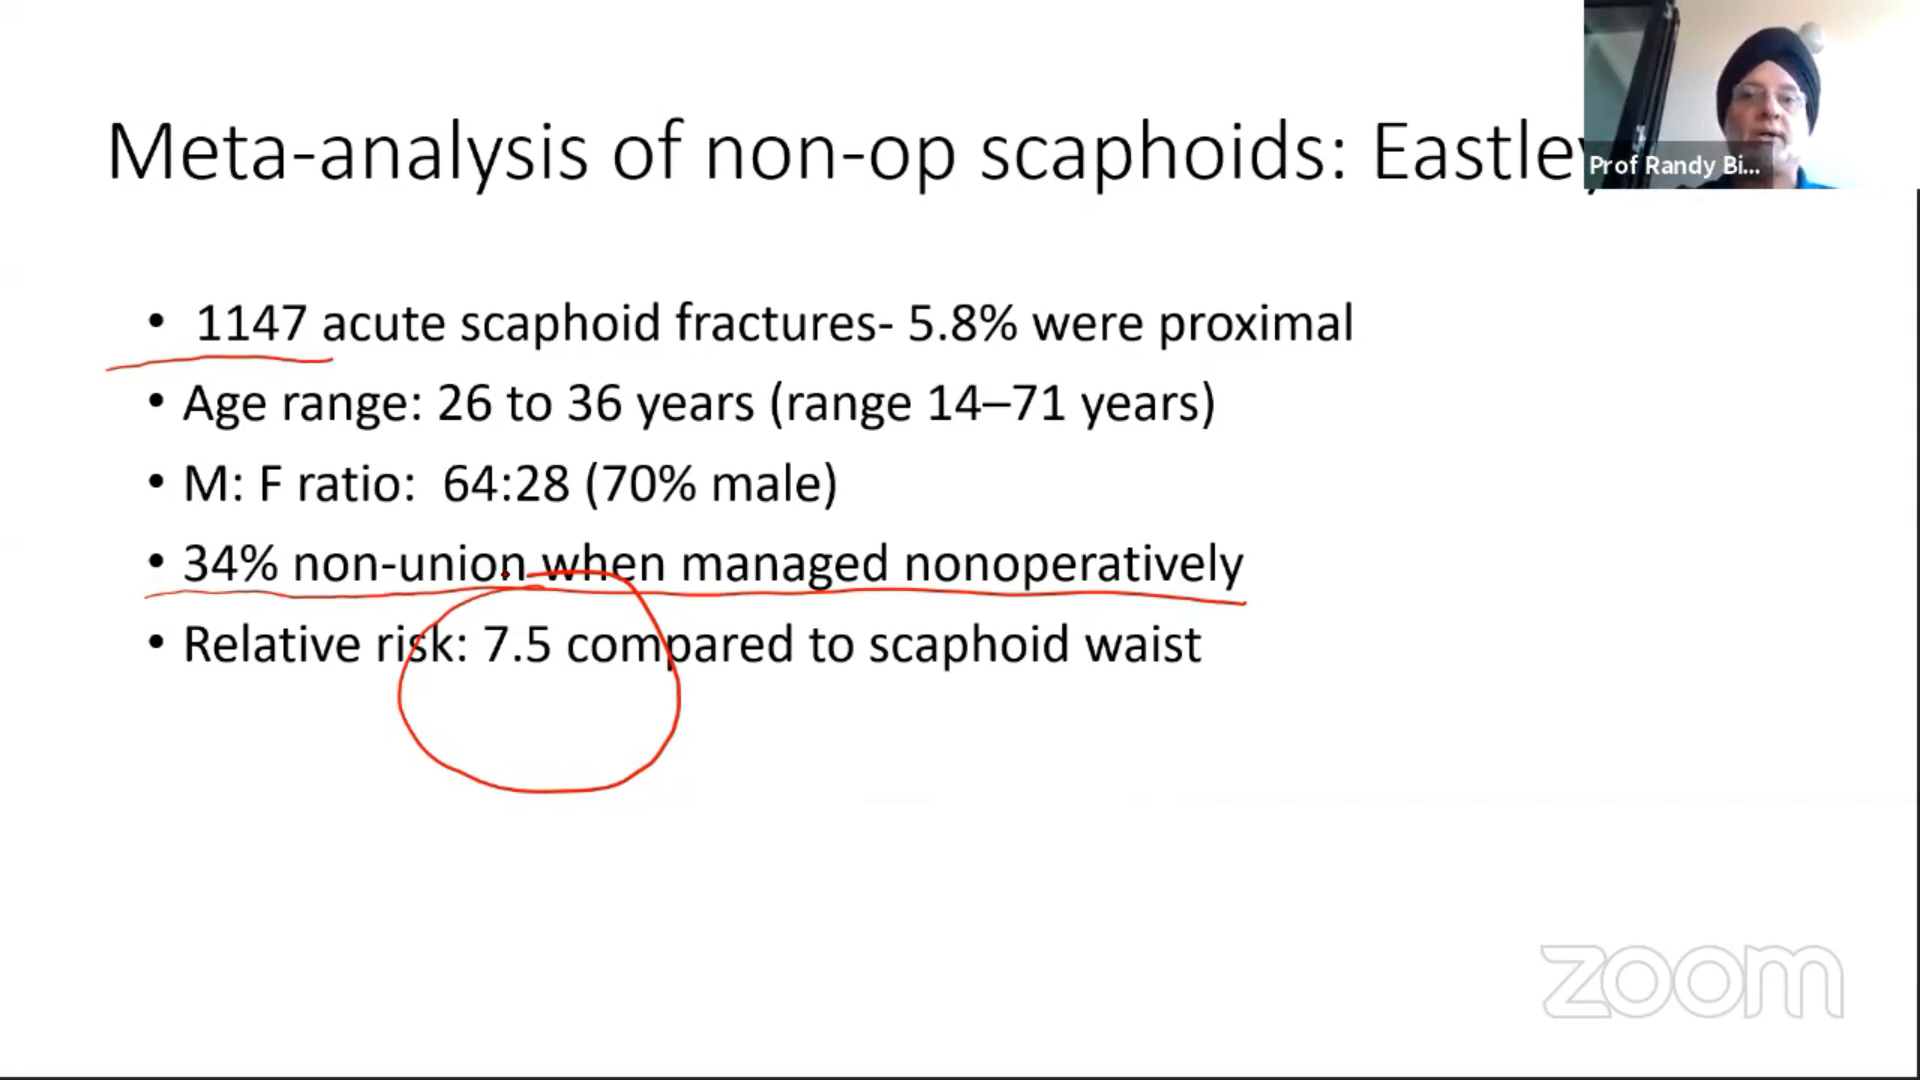 Meta-analysis of non-op scaphoids: Eastley
Prof Randy Bi...
• 1147 acute scaphoid fractures- 5.8% were proximal
• Age range: 26 to 36 years (range 14–71 years)
• M: F ratio: 64:28 (70% male)
• 34% non-union when managed nonoperatively
• Relative risk: 7.5 compared to scaphoid waist
zoom